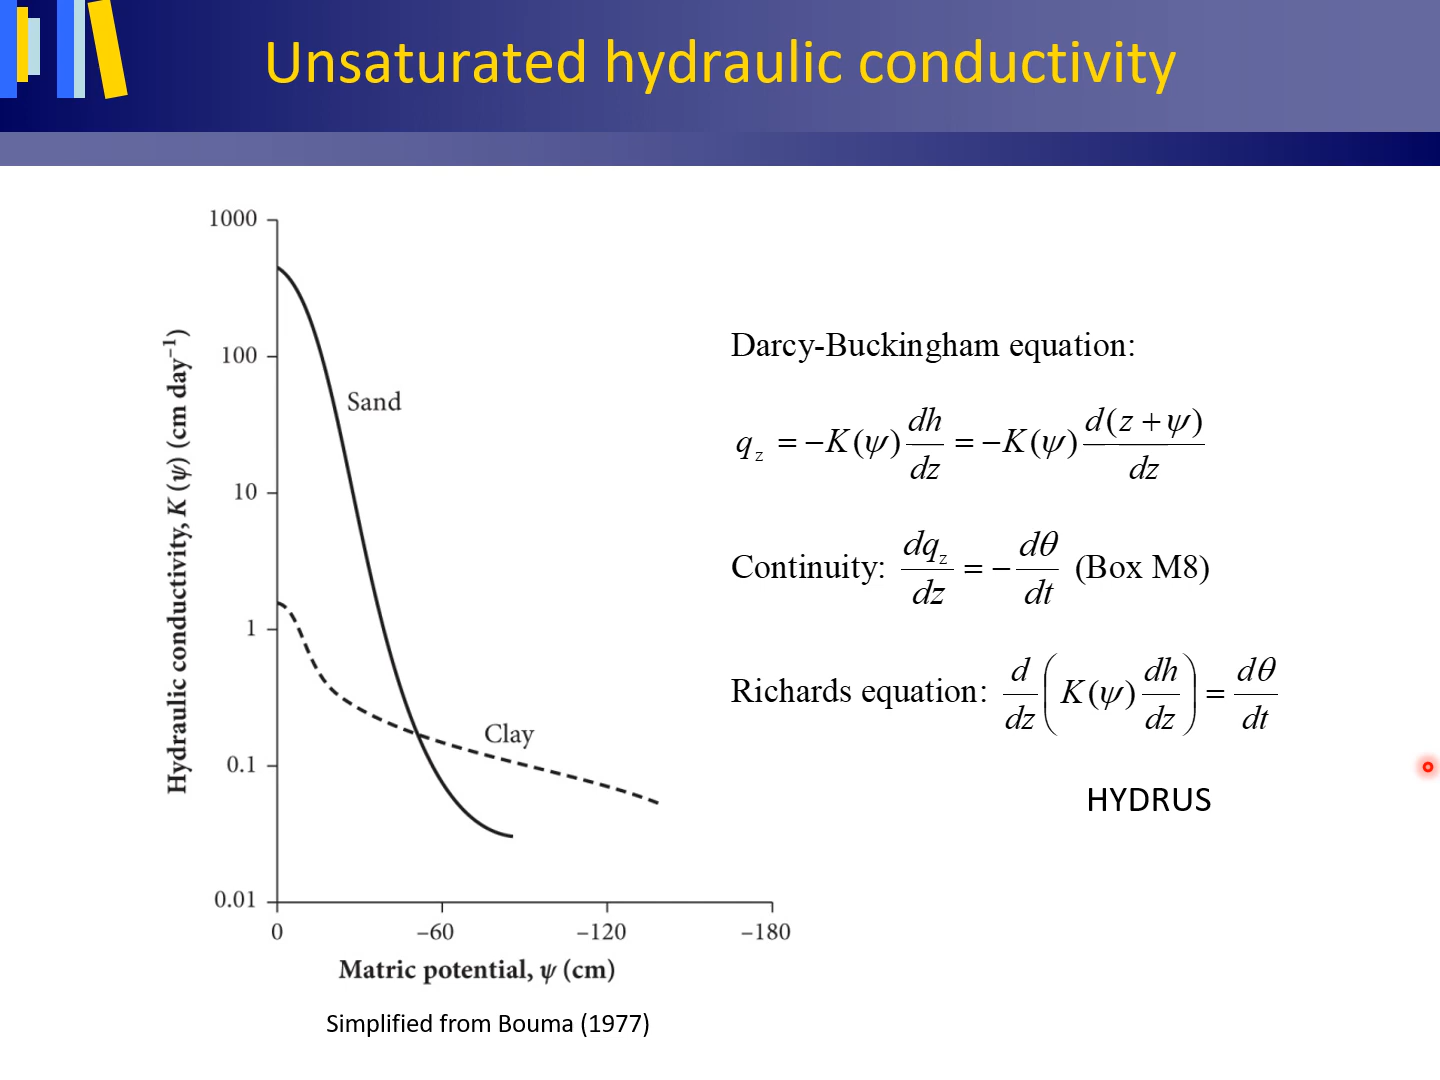 Unsaturated hydraulic conductivity
1000
100
10
1
0.1
0.01
Hydraulic conductivity, K (ψ) (cm day⁻¹)
Sand
Clay
0
–60
–120
–180
Matric potential, ψ (cm)
Simplified from Bouma (1977)
Darcy-Buckingham equation:
q_z = −K(ψ) dh/dz = −K(ψ) d(z + ψ)/dz
Continuity: dq_z/dz = − dθ/dt (Box M8)
Richards equation: d/dz (K(ψ) dh/dz) = dθ/dt
HYDRUS